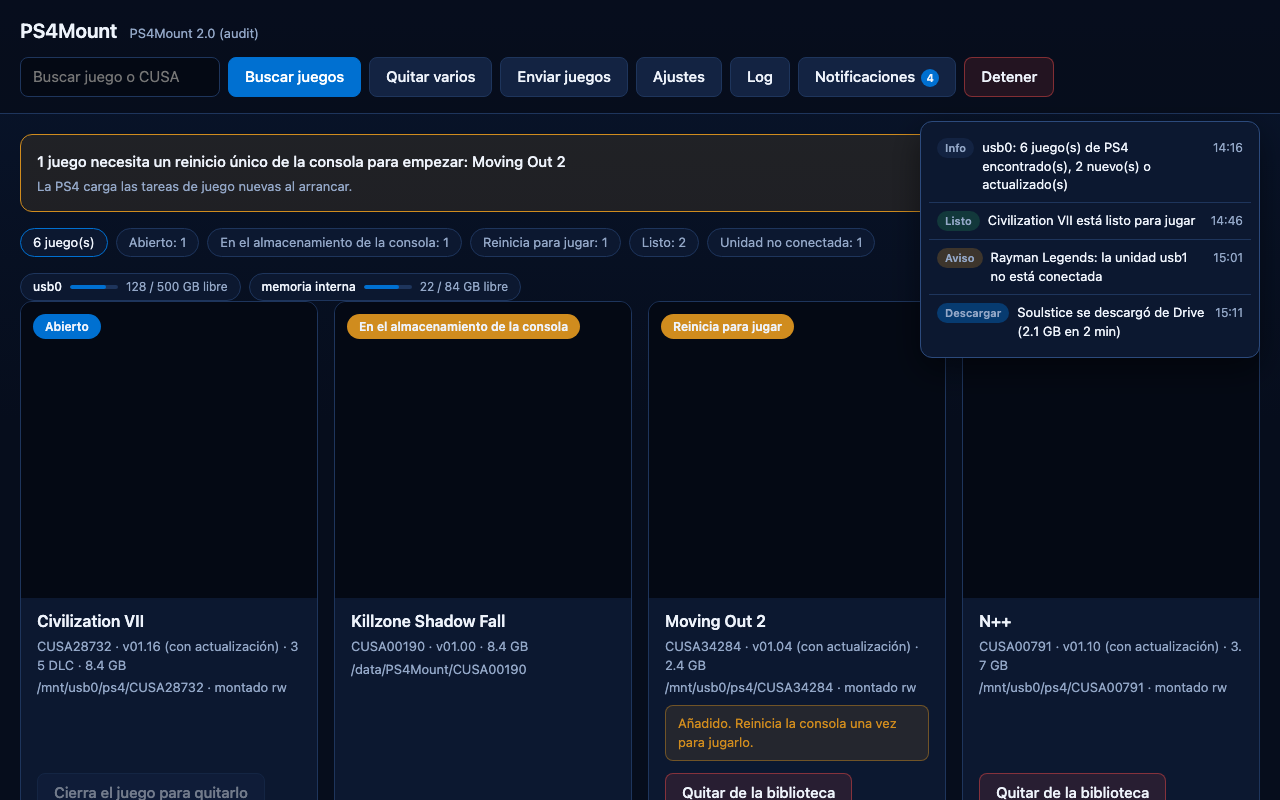 PS4Mount PS4Mount 2.0 (audit)
Buscar juego o CUSA Buscar juegos Quitar varios Enviar juegos Ajustes Log Notificaciones 4 Detener
1 juego necesita un reinicio único de la consola para empezar: Moving Out 2
La PS4 carga las tareas de juego nuevas al arrancar.
Info usb0: 6 juego(s) de PS4 14:16
encontrado(s), 2 nuevo(s) o
actualizado(s)
Listo Civilization VII está listo para jugar 14:46
Aviso Rayman Legends: la unidad usb1 15:01
no está conectada
Descargar Soulstice se descargó de Drive 15:11
(2.1 GB en 2 min)
6 juego(s) Abierto: 1 En el almacenamiento de la consola: 1 Reinicia para jugar: 1 Listo: 2 Unidad no conectada: 1
usb0 128 / 500 GB libre memoria interna 22 / 84 GB libre
Abierto
Civilization VII
CUSA28732 · v01.16 (con actualización) · 3
5 DLC · 8.4 GB
/mnt/usb0/ps4/CUSA28732 · montado rw
Cierra el juego para quitarlo
En el almacenamiento de la consola
Killzone Shadow Fall
CUSA00190 · v01.00 · 8.4 GB
/data/PS4Mount/CUSA00190
Reinicia para jugar
Moving Out 2
CUSA34284 · v01.04 (con actualización) ·
2.4 GB
/mnt/usb0/ps4/CUSA34284 · montado rw
Añadido. Reinicia la consola una vez
para jugarlo.
Quitar de la biblioteca
N++
CUSA00791 · v01.10 (con actualización) · 3.
7 GB
/mnt/usb0/ps4/CUSA00791 · montado rw
Quitar de la biblioteca